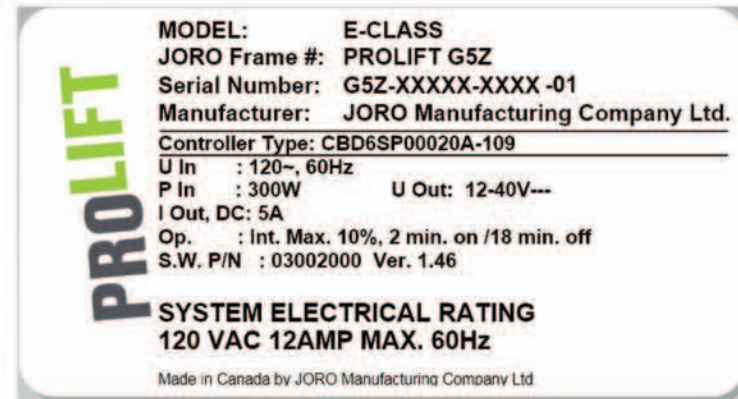 PROLIFT
MODEL: E-CLASS
JORO Frame #: PROLIFT G5Z
Serial Number: G5Z-XXXXX-XXXX -01
Manufacturer: JORO Manufacturing Company Ltd.
Controller Type: CBD6SP00020A-109
U In : 120~, 60Hz
P In : 300W U Out: 12-40V---
I Out, DC: 5A
Op. : Int. Max. 10%, 2 min. on /18 min. off
S.W. P/N : 03002000 Ver. 1.46
SYSTEM ELECTRICAL RATING
120 VAC 12AMP MAX. 60Hz
Made in Canada by JORO Manufacturing Company Ltd